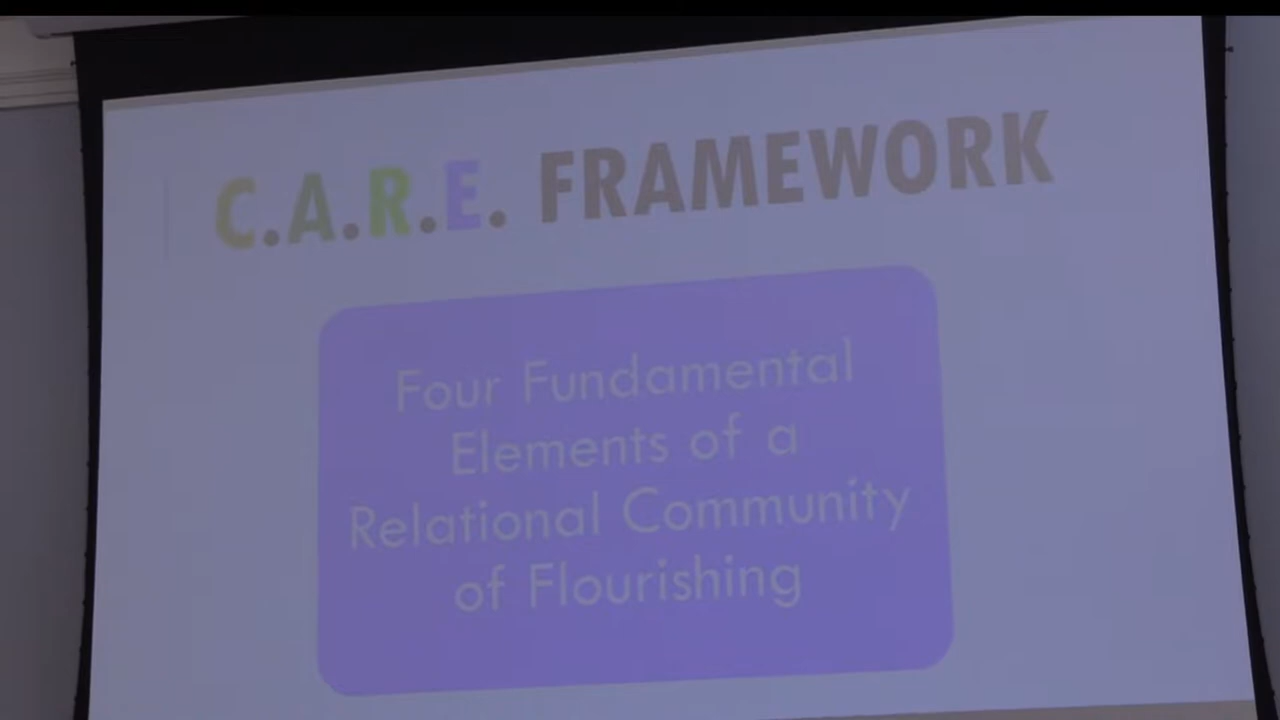 C.A.R.E. FRAMEWORK
Four Fundamental
Elements of a
Relational Community
of Flourishing